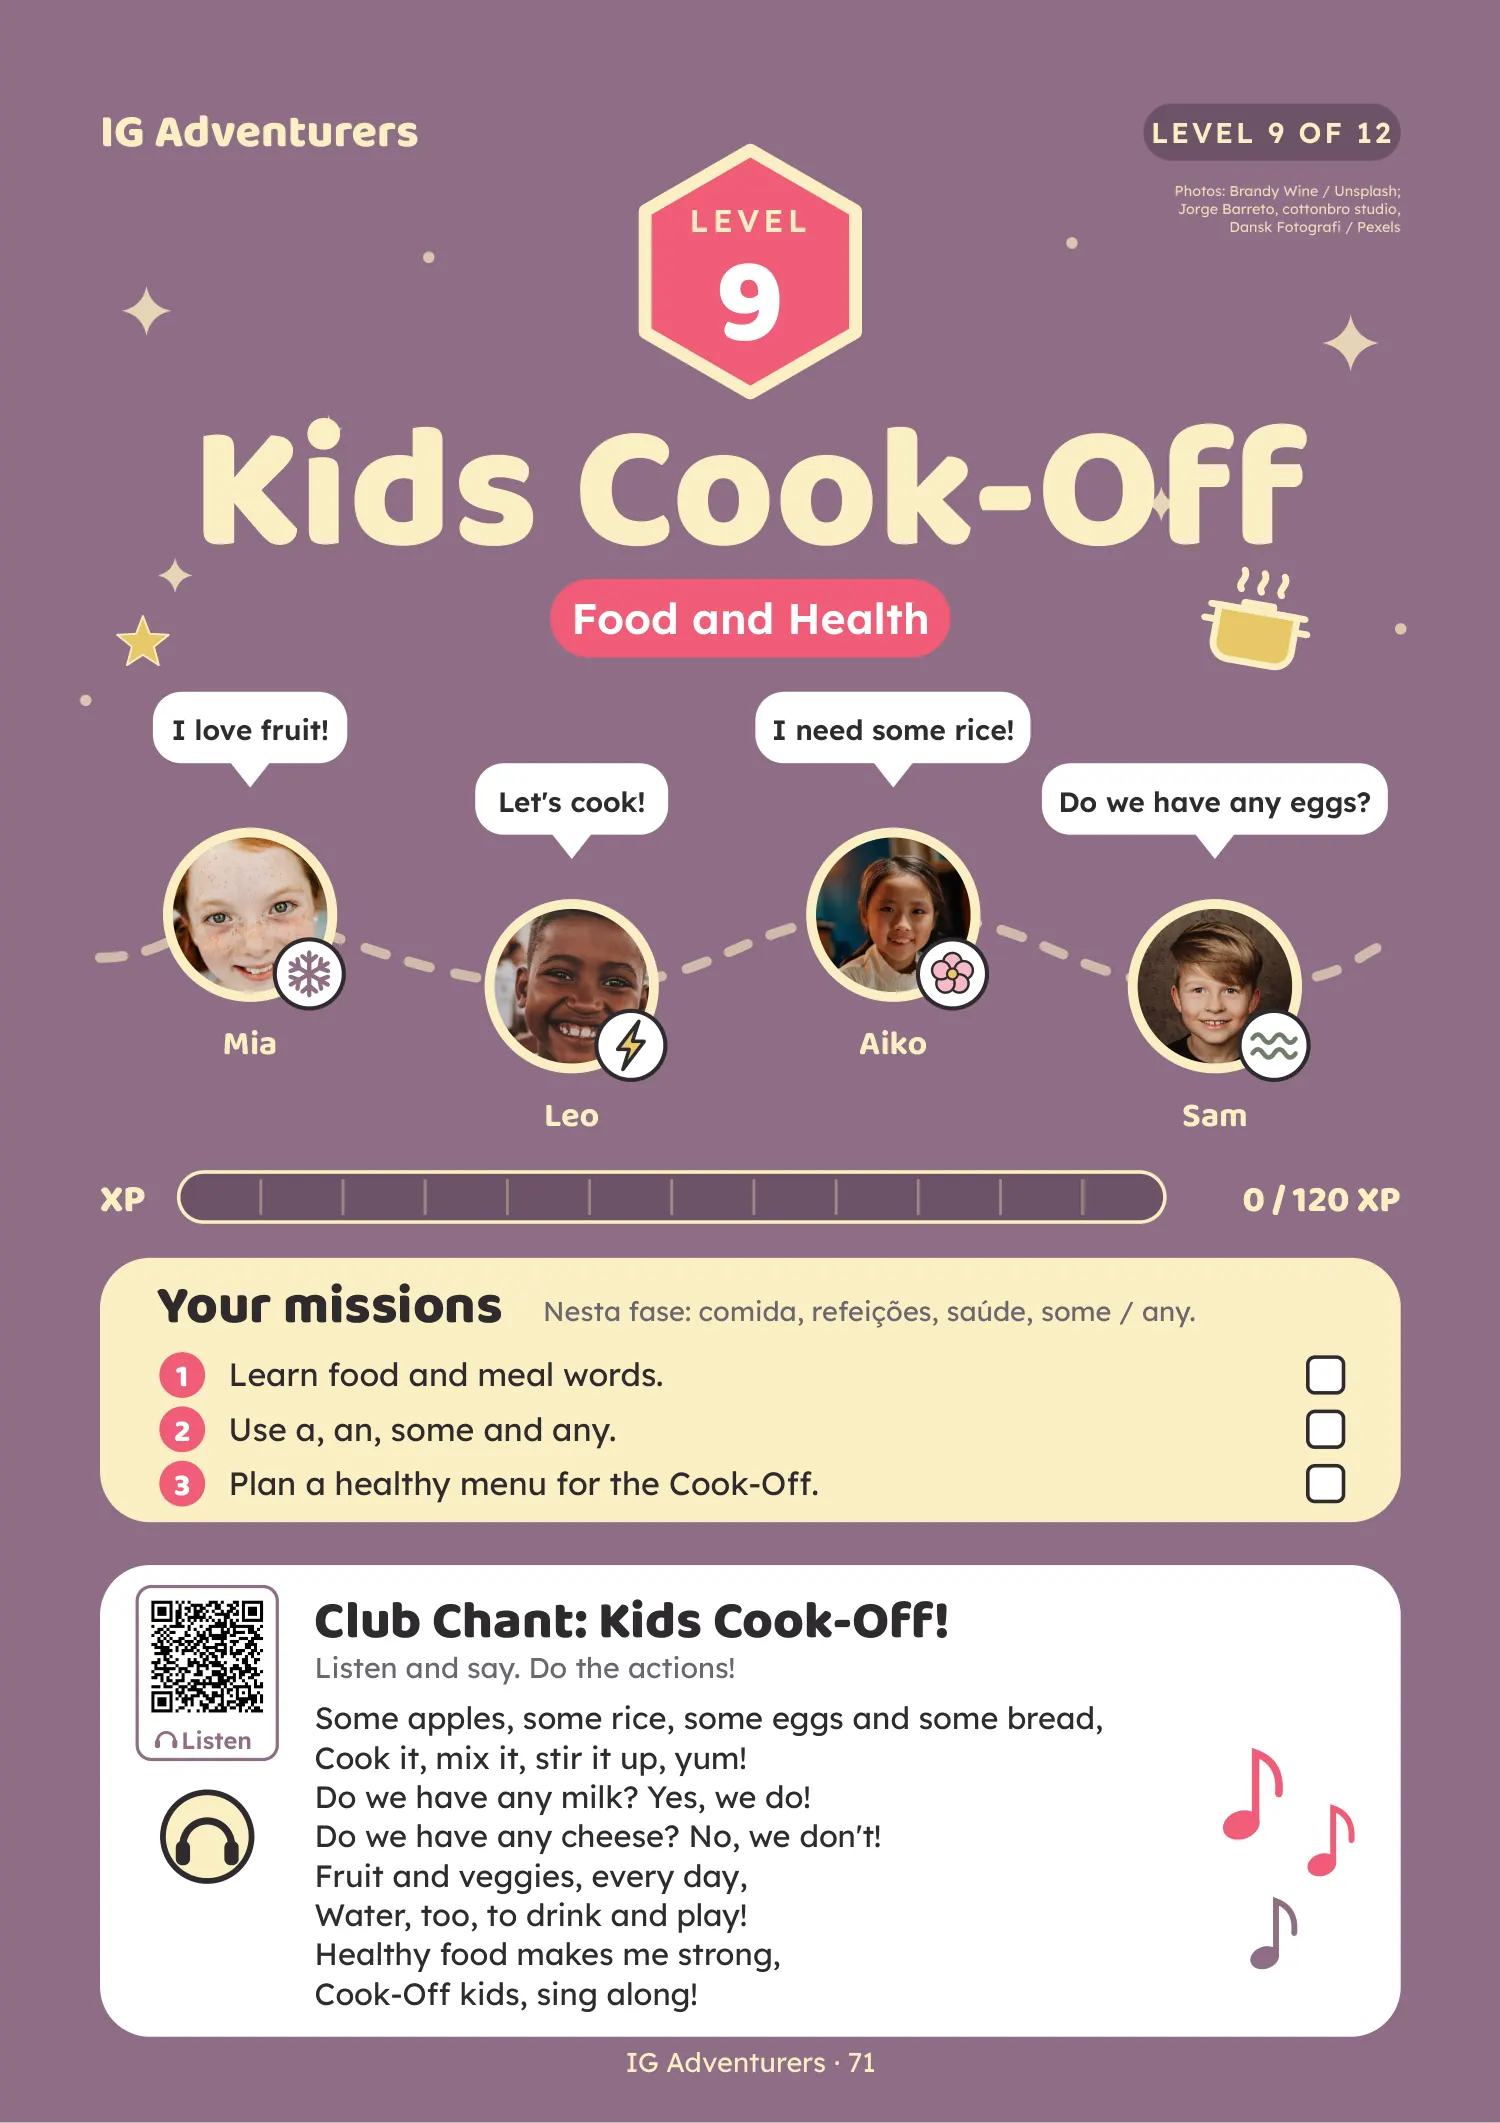 IG Adventurers
LEVEL 9 OF 12
Photos: Brandy Wine / Unsplash;
Jorge Barreto, cottonbro studio,
Dansk Fotografi / Pexels
LEVEL
9
Kids Cook-Off
Food and Health
I love fruit!
Let's cook!
I need some rice!
Do we have any eggs?
Mia
Leo
Aiko
Sam
XP
0 / 120 XP
Your missions
Nesta fase: comida, refeições, saúde, some / any.
1 Learn food and meal words.
2 Use a, an, some and any.
3 Plan a healthy menu for the Cook-Off.
Listen
Club Chant: Kids Cook-Off!
Listen and say. Do the actions!
Some apples, some rice, some eggs and some bread,
Cook it, mix it, stir it up, yum!
Do we have any milk? Yes, we do!
Do we have any cheese? No, we don't!
Fruit and veggies, every day,
Water, too, to drink and play!
Healthy food makes me strong,
Cook-Off kids, sing along!
IG Adventurers · 71